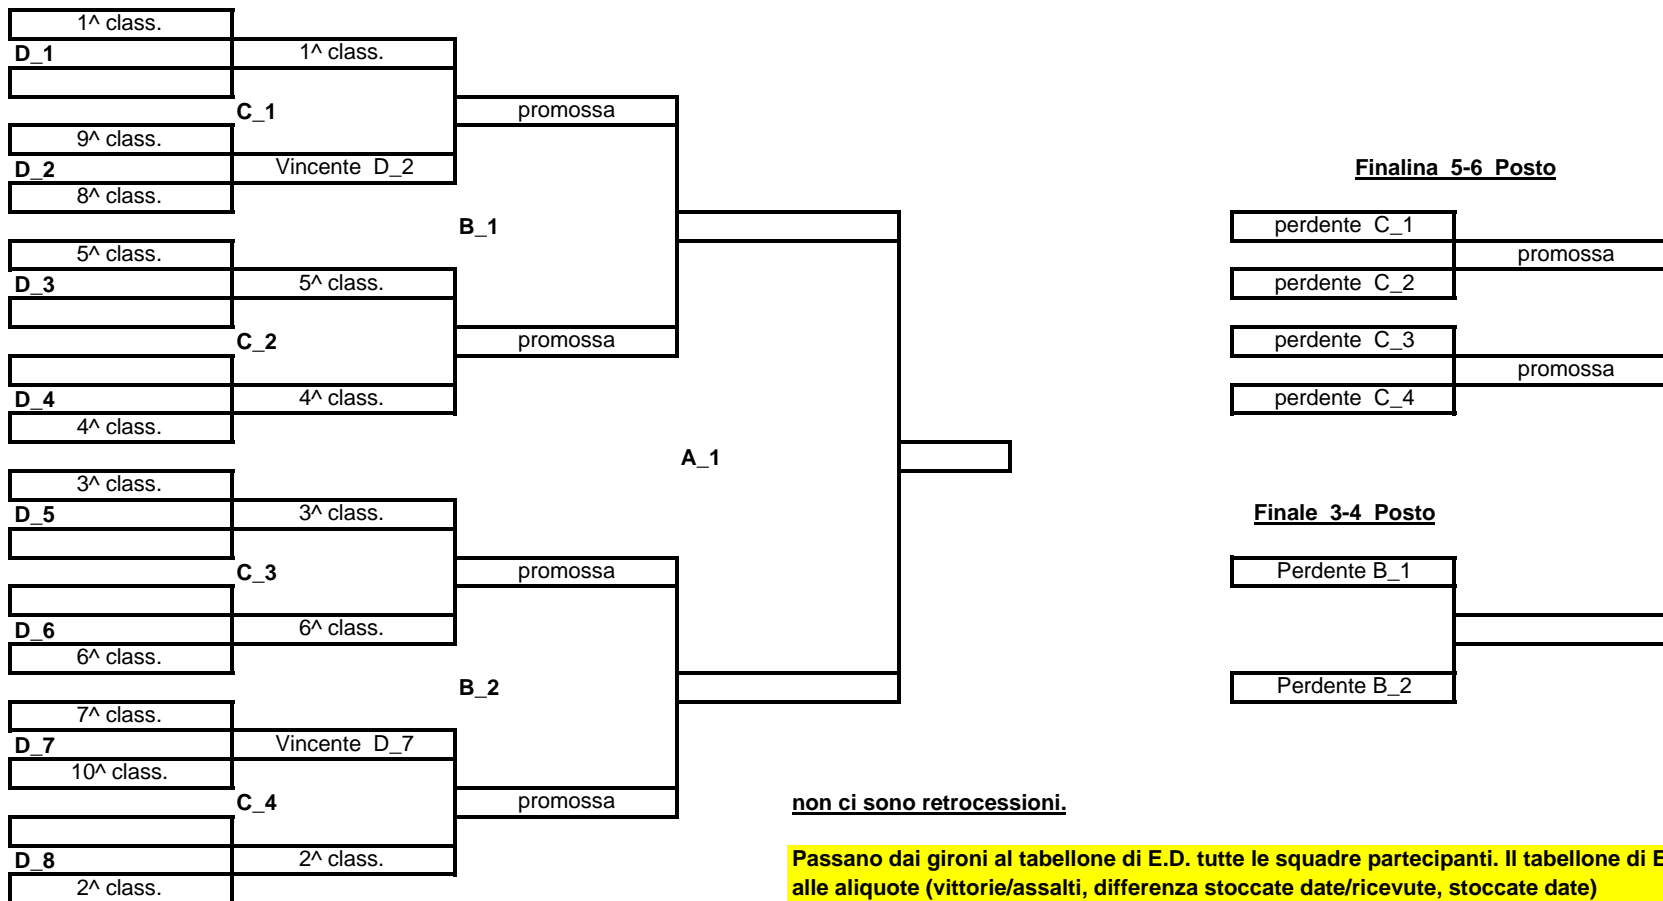 1^ class.
D_1
1^ class.
C_1
promossa
9^ class.
D_2
Vincente D_2
8^ class.
B_1
5^ class.
D_3
5^ class.
C_2
promossa
D_4
4^ class.
4^ class.
A_1
3^ class.
D_5
3^ class.
C_3
promossa
D_6
6^ class.
6^ class.
B_2
7^ class.
D_7
Vincente D_7
10^ class.
C_4
promossa
D_8
2^ class.
2^ class.
Finalina 5-6 Posto
perdente C_1
promossa
perdente C_2
perdente C_3
promossa
perdente C_4
Finale 3-4 Posto
Perdente B_1
Perdente B_2
non ci sono retrocessioni.
Passano dai gironi al tabellone di E.D. tutte le squadre partecipanti. Il tabellone di E
alle aliquote (vittorie/assalti, differenza stoccate date/ricevute, stoccate date)